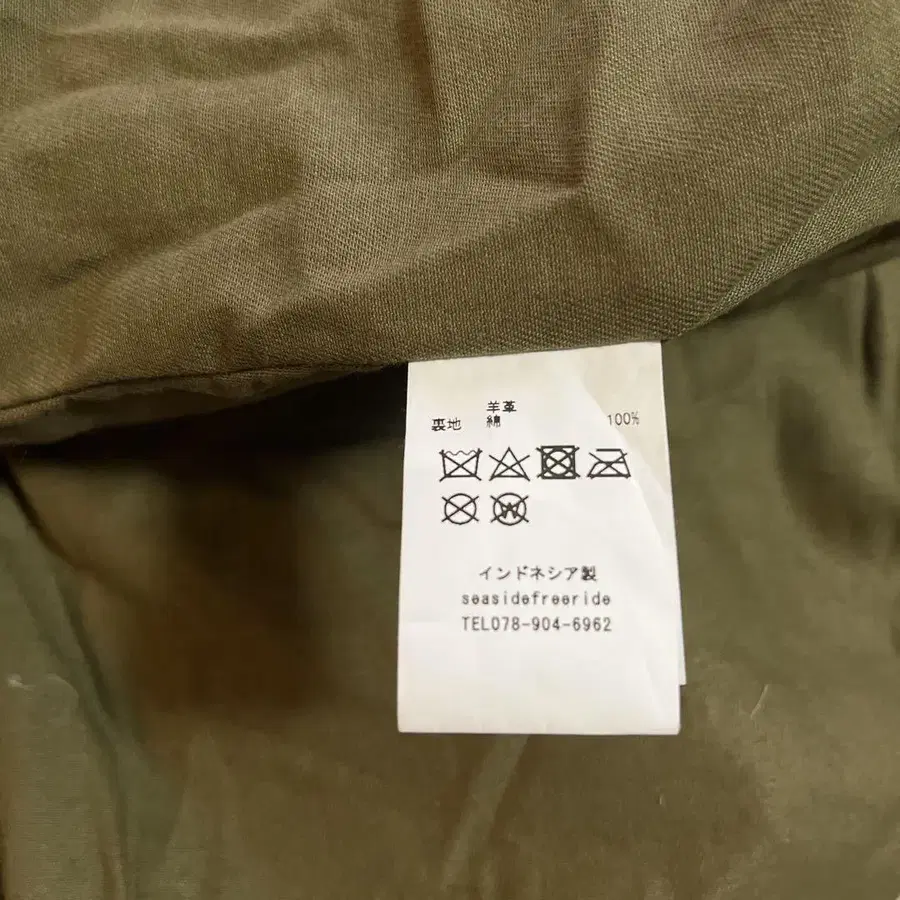 羊革
裏地 綿 100%
W
インドネシア製
seasidefreeride
TEL078-904-6962